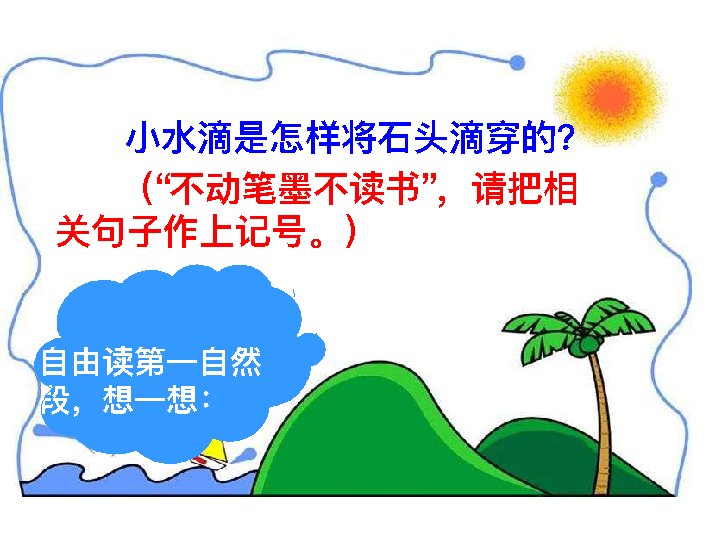 小水滴是怎样将石头滴穿的？
（“不动笔墨不读书”，请把相
关句子作上记号。）
自由读第一自然
段，想一想：